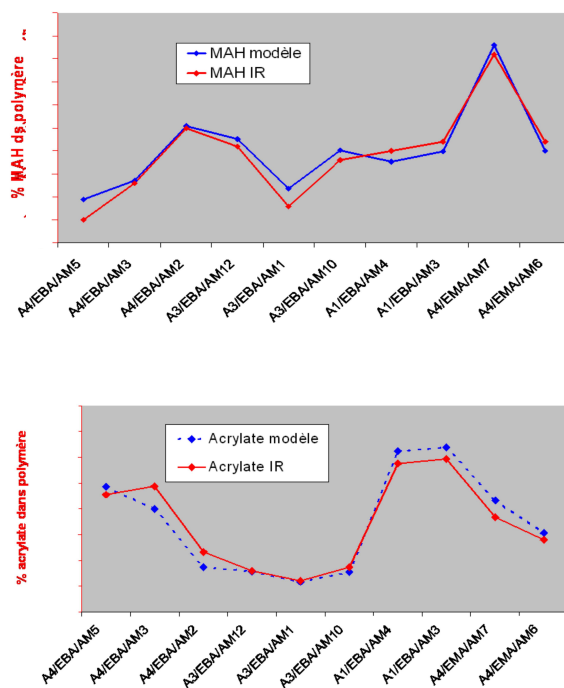 % MAH ds polymère
MAH modèle
MAH IR
A4/EBA/AM5
A4/EBA/AM3
A4/EBA/AM2
A3/EBA/AM12
A3/EBA/AM1
A3/EBA/AM10
A1/EBA/AM4
A1/EBA/AM3
A4/EMA/AM7
A4/EMA/AM6
% acrylate dans polymère
Acrylate modèle
Acrylate IR
A4/EBA/AM5
A4/EBA/AM3
A4/EBA/AM2
A3/EBA/AM12
A3/EBA/AM1
A3/EBA/AM10
A1/EBA/AM4
A1/EBA/AM3
A4/EMA/AM7
A4/EMA/AM6